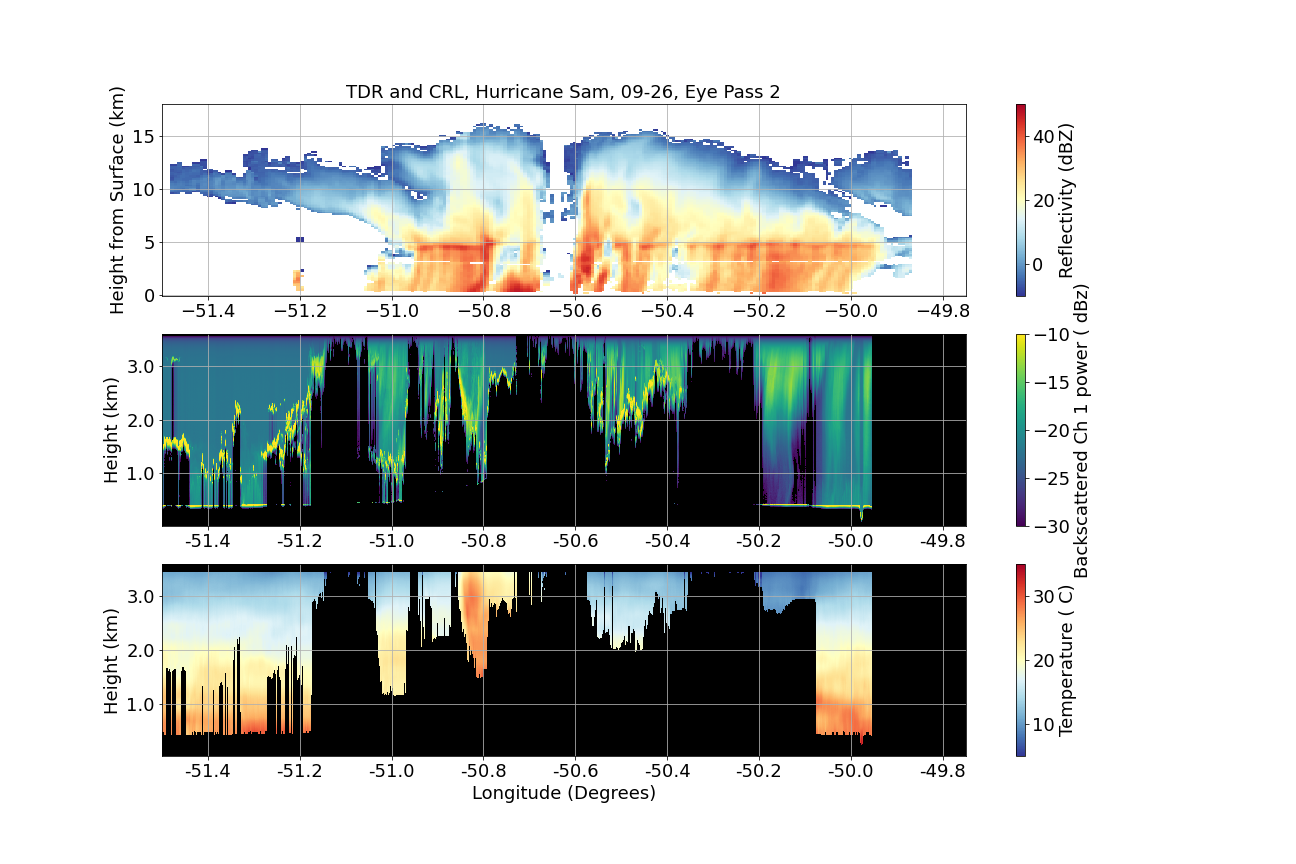 TDR and CRL, Hurricane Sam, 09-26, Eye Pass 2
Height from Surface (km)
15
10
5
0
−51.4 −51.2 −51.0 −50.8 −50.6 −50.4 −50.2 −50.0 −49.8
40
20
0
Reflectivity (dBZ)
Height (km)
3.0
2.0
1.0
-51.4 -51.2 -51.0 -50.8 -50.6 -50.4 -50.2 -50.0 -49.8
−10
−15
−20
−25
−30
Backscattered Ch 1 power ( dBz)
Height (km)
3.0
2.0
1.0
-51.4 -51.2 -51.0 -50.8 -50.6 -50.4 -50.2 -50.0 -49.8
Longitude (Degrees)
30
20
10
Temperature ( C)